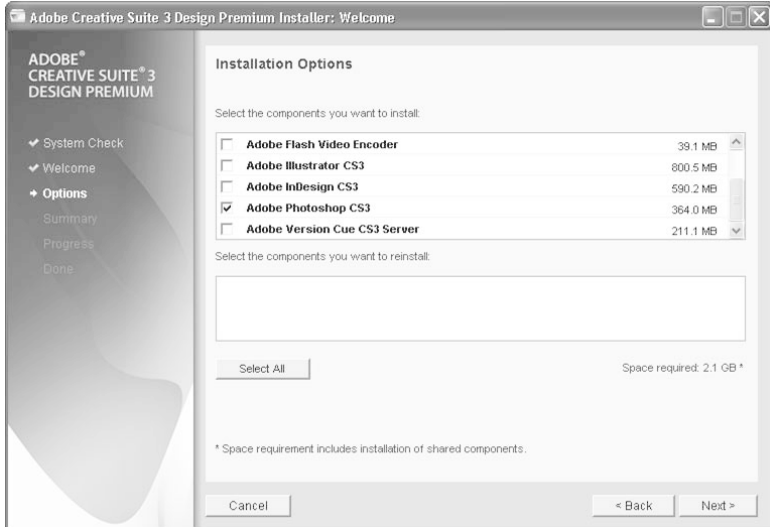 Adobe Creative Suite 3 Design Premium Installer: Welcome
ADOBE®
CREATIVE SUITE® 3
DESIGN PREMIUM
System Check
Welcome
Options
Summary
Progress
Done
Installation Options
Select the components you want to install:
Adobe Flash Video Encoder 39.1 MB
Adobe Illustrator CS3 800.5 MB
Adobe InDesign CS3 590.2 MB
Adobe Photoshop CS3 364.0 MB
Adobe Version Cue CS3 Server 211.1 MB
Select the components you want to reinstall:
Select All
Space required: 2.1 GB *
* Space requirement includes installation of shared components.
Cancel
< Back
Next >